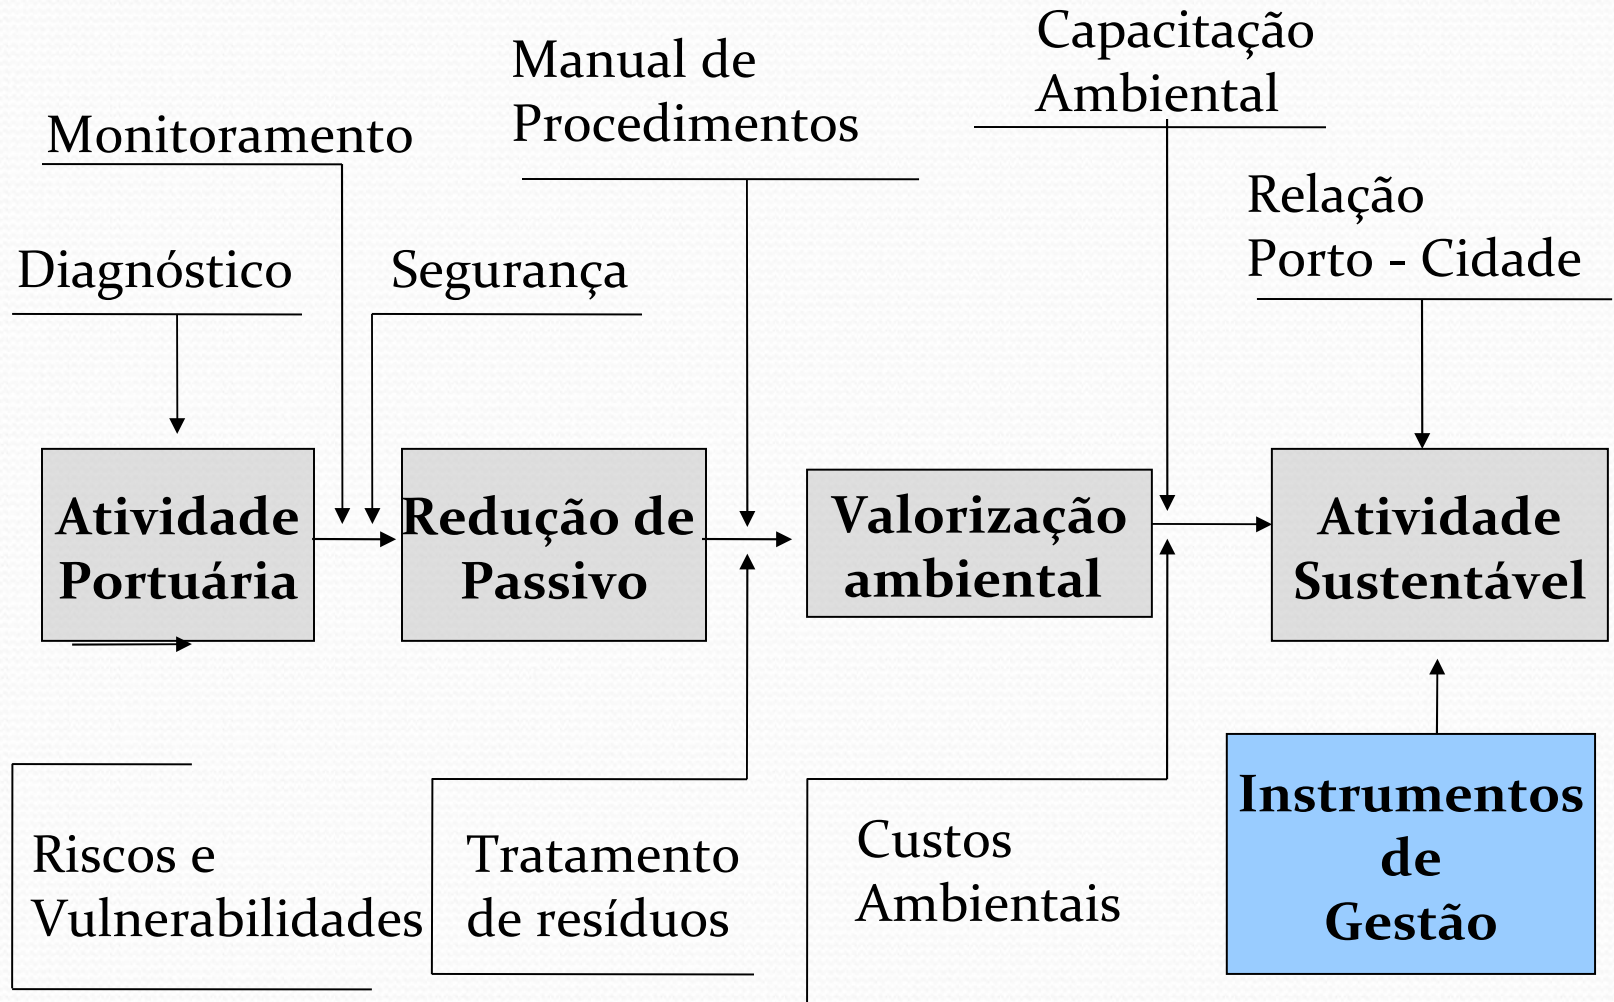 Capacitação
Ambiental
Manual de
Procedimentos
Monitoramento
Relação
Porto - Cidade
Diagnóstico
Segurança
Atividade
Portuária
Redução de
Passivo
Valorização
ambiental
Atividade
Sustentável
Riscos e
Vulnerabilidades
Tratamento
de resíduos
Custos
Ambientais
Instrumentos
de
Gestão